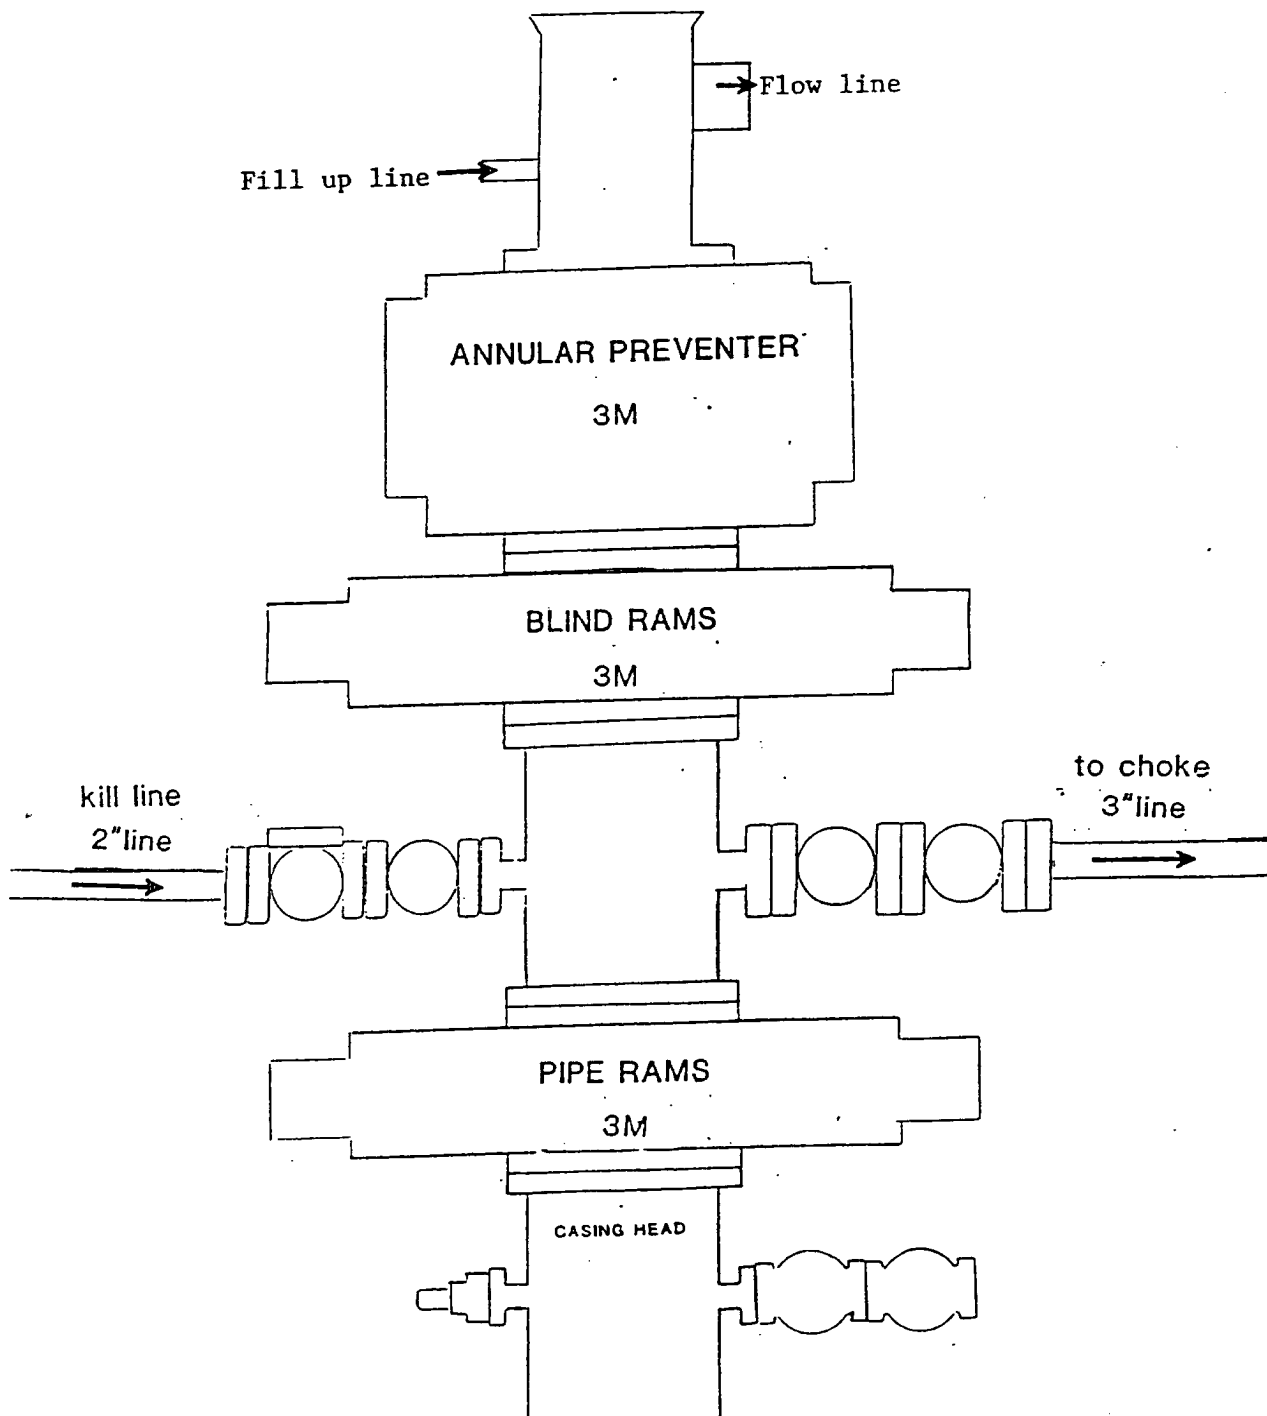 Flow line
Fill up line
ANNULAR PREVENTER
3M
BLIND RAMS
3M
kill line
2"line
to choke
3"line
PIPE RAMS
3M
CASING HEAD